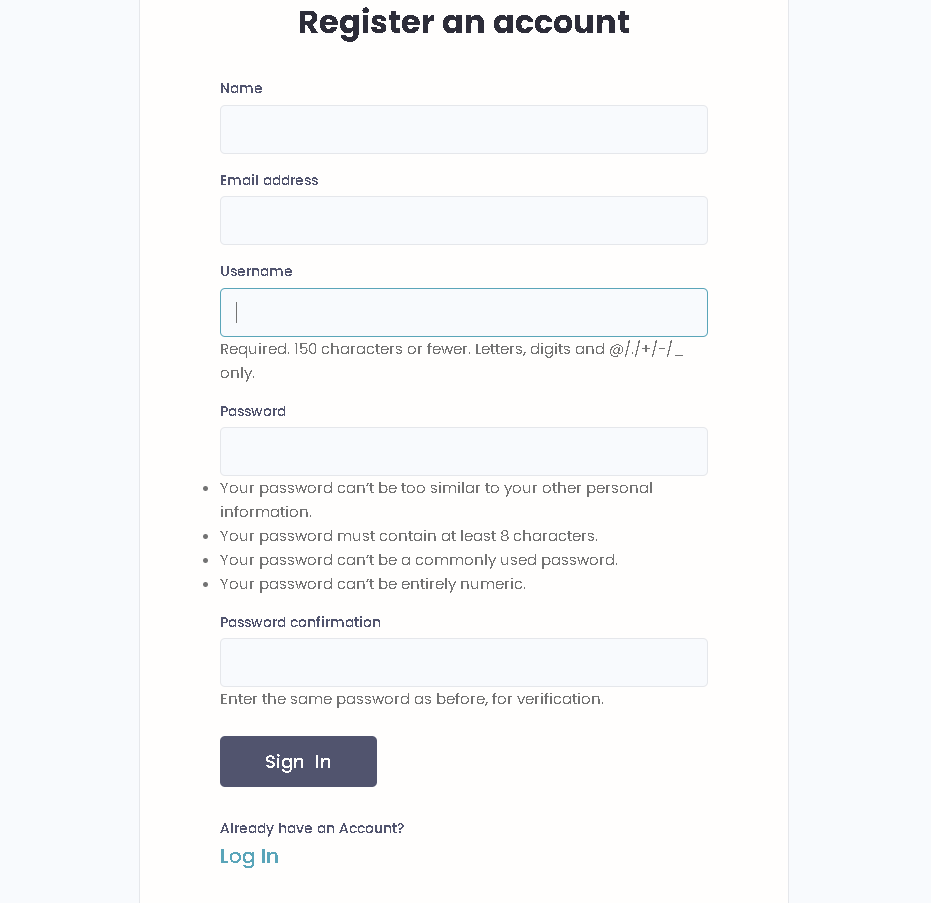 Register an account
Name
Email address
Username
Required. 150 characters or fewer. Letters, digits and @/./+/-/_
only.
Password
• Your password can’t be too similar to your other personal
information.
• Your password must contain at least 8 characters.
• Your password can’t be a commonly used password.
• Your password can’t be entirely numeric.
Password confirmation
Enter the same password as before, for verification.
Sign In
Already have an Account?
Log In